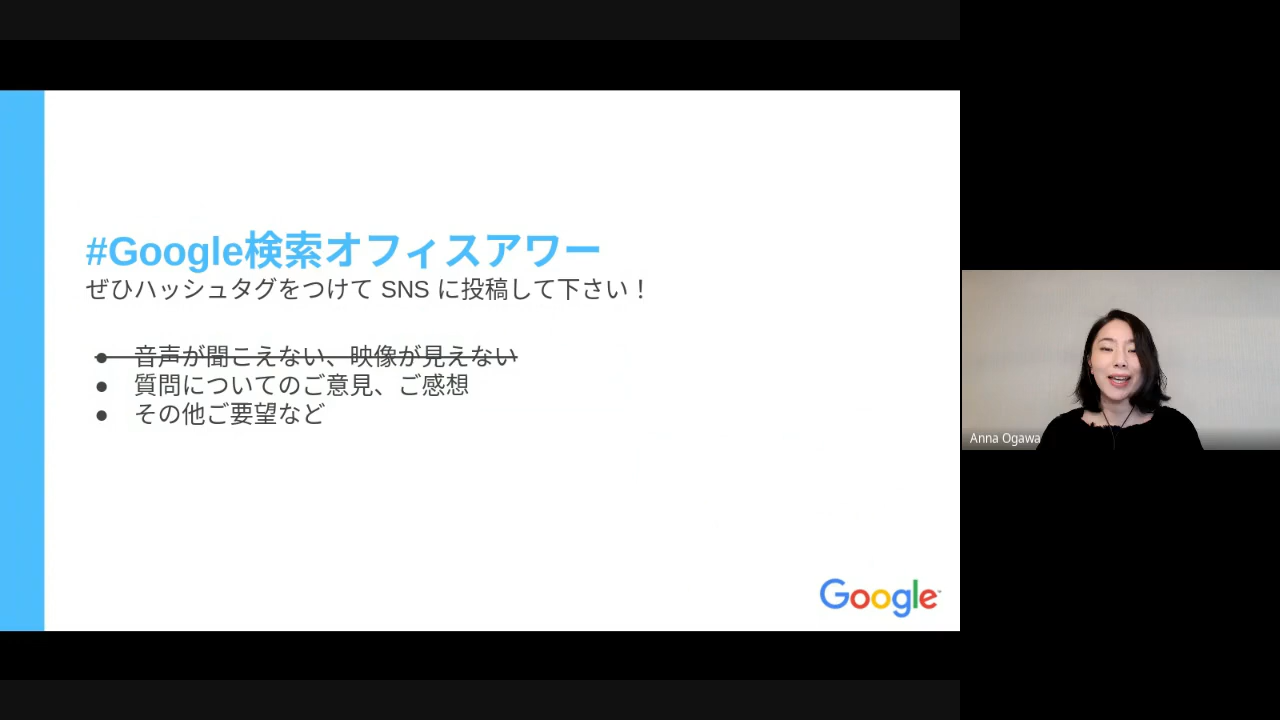 #Google検索オフィスアワー
ぜひハッシュタグをつけて SNS に投稿して下さい！
● 音声が聞こえない、映像が見えない
● 質問についてのご意見、ご感想
● その他ご要望など
Google
Anna Ogawa